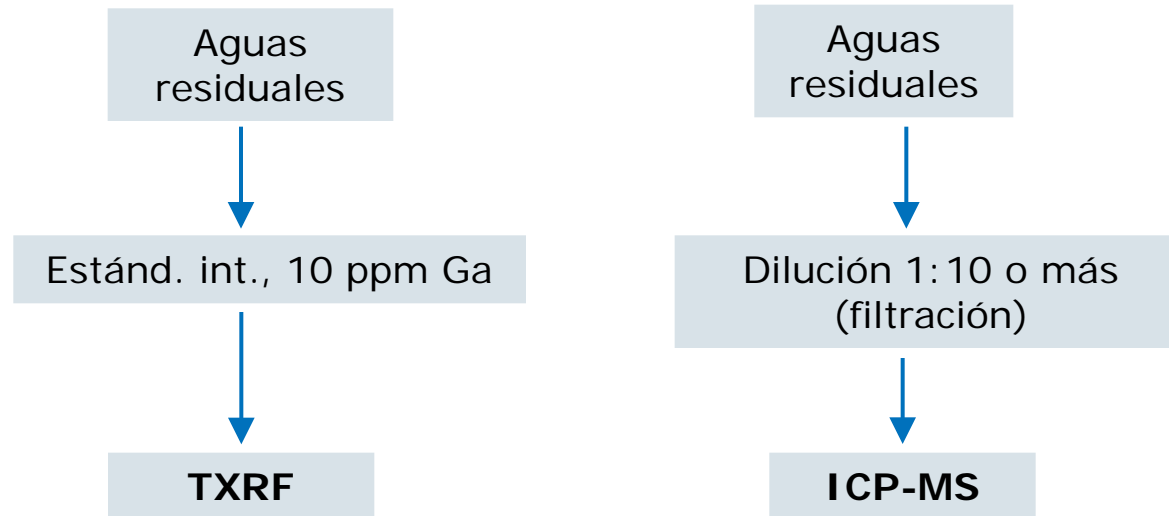 Aguas
residuales
Estánd. int., 10 ppm Ga
TXRF
Aguas
residuales
Dilución 1:10 o más
(filtración)
ICP-MS